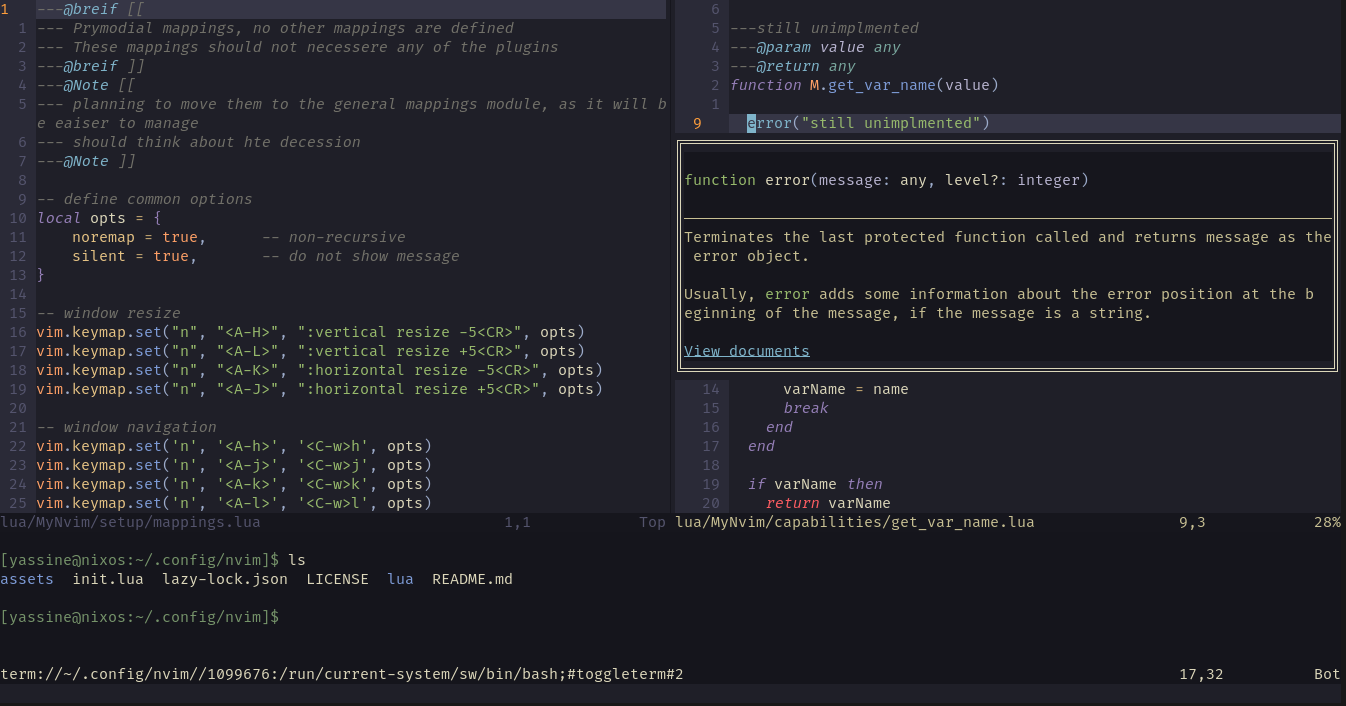 1   ---@breif [[
1 --- Prymodial mappings, no other mappings are defined
2 --- These mappings should not necessere any of the plugins
3 ---@breif ]]
4 ---@Note [[
5 --- planning to move them to the general mappings module, as it will b
e eaiser to manage
6 --- should think about hte decession
7 ---@Note ]]
8
9 -- define common options
10 local opts = {
11     noremap = true,      -- non-recursive
12     silent = true,       -- do not show message
13 }
14
15 -- window resize
16 vim.keymap.set("n", "<A-H>", ":vertical resize -5<CR>", opts)
17 vim.keymap.set("n", "<A-L>", ":vertical resize +5<CR>", opts)
18 vim.keymap.set("n", "<A-K>", ":horizontal resize -5<CR>", opts)
19 vim.keymap.set("n", "<A-J>", ":horizontal resize +5<CR>", opts)
20
21 -- window navigation
22 vim.keymap.set('n', '<A-h>', '<C-w>h', opts)
23 vim.keymap.set('n', '<A-j>', '<C-w>j', opts)
24 vim.keymap.set('n', '<A-k>', '<C-w>k', opts)
25 vim.keymap.set('n', '<A-l>', '<C-w>l', opts)
lua/MyNvim/setup/mappings.lua 1,1 Top
6
5 ---still unimplmented
4 ---@param value any
3 ---@return any
2 function M.get_var_name(value)
1
9   error("still unimplmented")
function error(message: any, level?: integer)
Terminates the last protected function called and returns message as the
error object.
Usually, error adds some information about the error position at the b
eginning of the message, if the message is a string.
View documents
14       varName = name
15       break
16     end
17   end
18
19   if varName then
20     return varName
lua/MyNvim/capabilities/get_var_name.lua 9,3 28%
[yassine@nixos:~/.config/nvim]$ ls
assets  init.lua  lazy-lock.json  LICENSE  lua  README.md
[yassine@nixos:~/.config/nvim]$
term://~/.config/nvim//1099676:/run/current-system/sw/bin/bash;#toggleterm#2 17,32 Bot